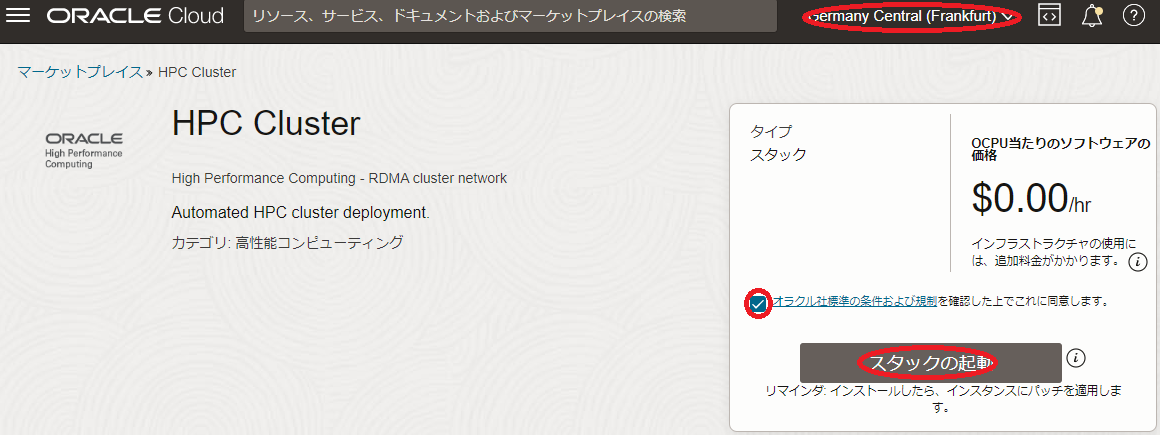 ORACLE Cloud
リソース、サービス、ドキュメントおよびマーケットプレイスの検索
Germany Central (Frankfurt)
マーケットプレイス » HPC Cluster
ORACLE
High Performance
Computing
HPC Cluster
High Performance Computing - RDMA cluster network
Automated HPC cluster deployment.
カテゴリ: 高性能コンピューティング
タイプ
スタック
OCPU当たりのソフトウェアの
価格
$0.00/hr
インフラストラクチャの使用に
は、追加料金がかかります。
オラクル社標準の条件および規制を確認した上でこれに同意します。
スタックの起動
リマインダ: インストールしたら、インスタンスにパッチを適用しま
す。